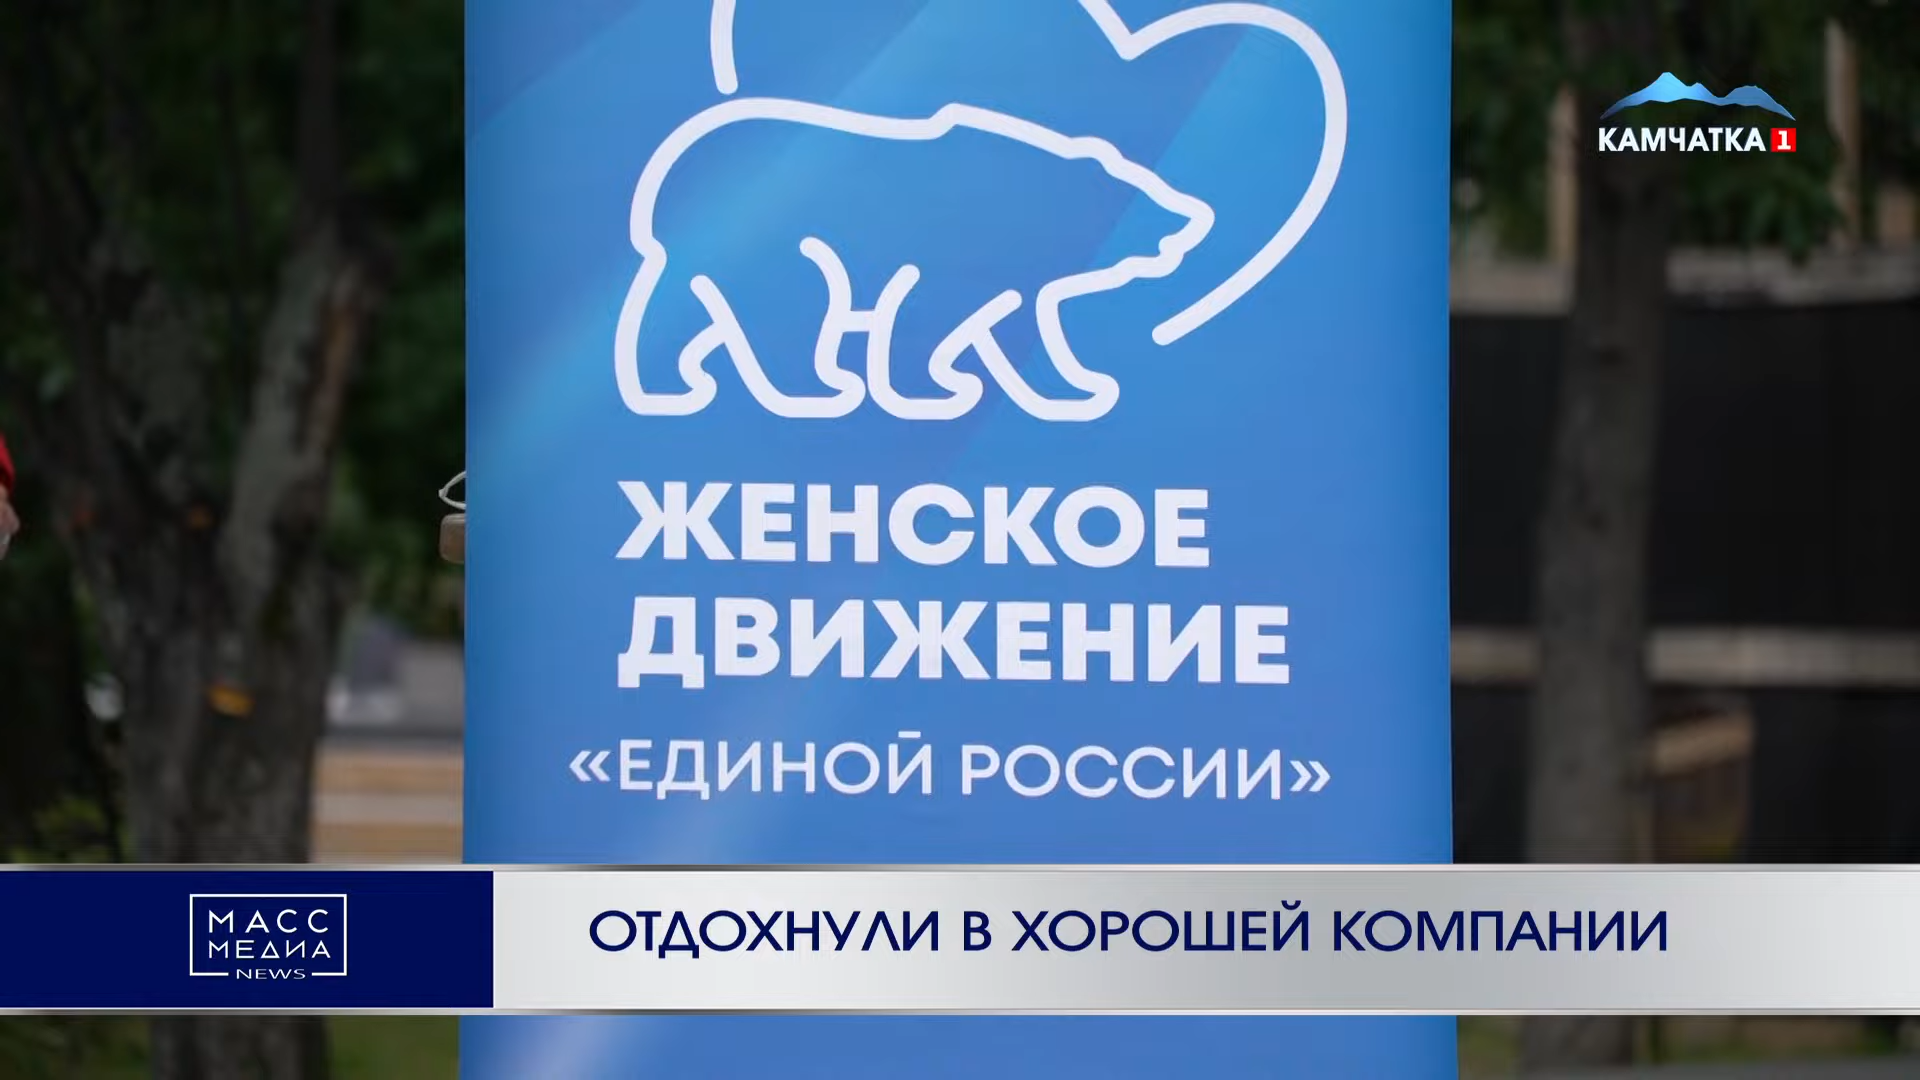 КАМЧАТКА 1
ЖЕНСКОЕ
ДВИЖЕНИЕ
«ЕДИНОЙ РОССИИ»
МАСС
МЕДИА
NEWS
ОТДОХНУЛИ В ХОРОШЕЙ КОМПАНИИ